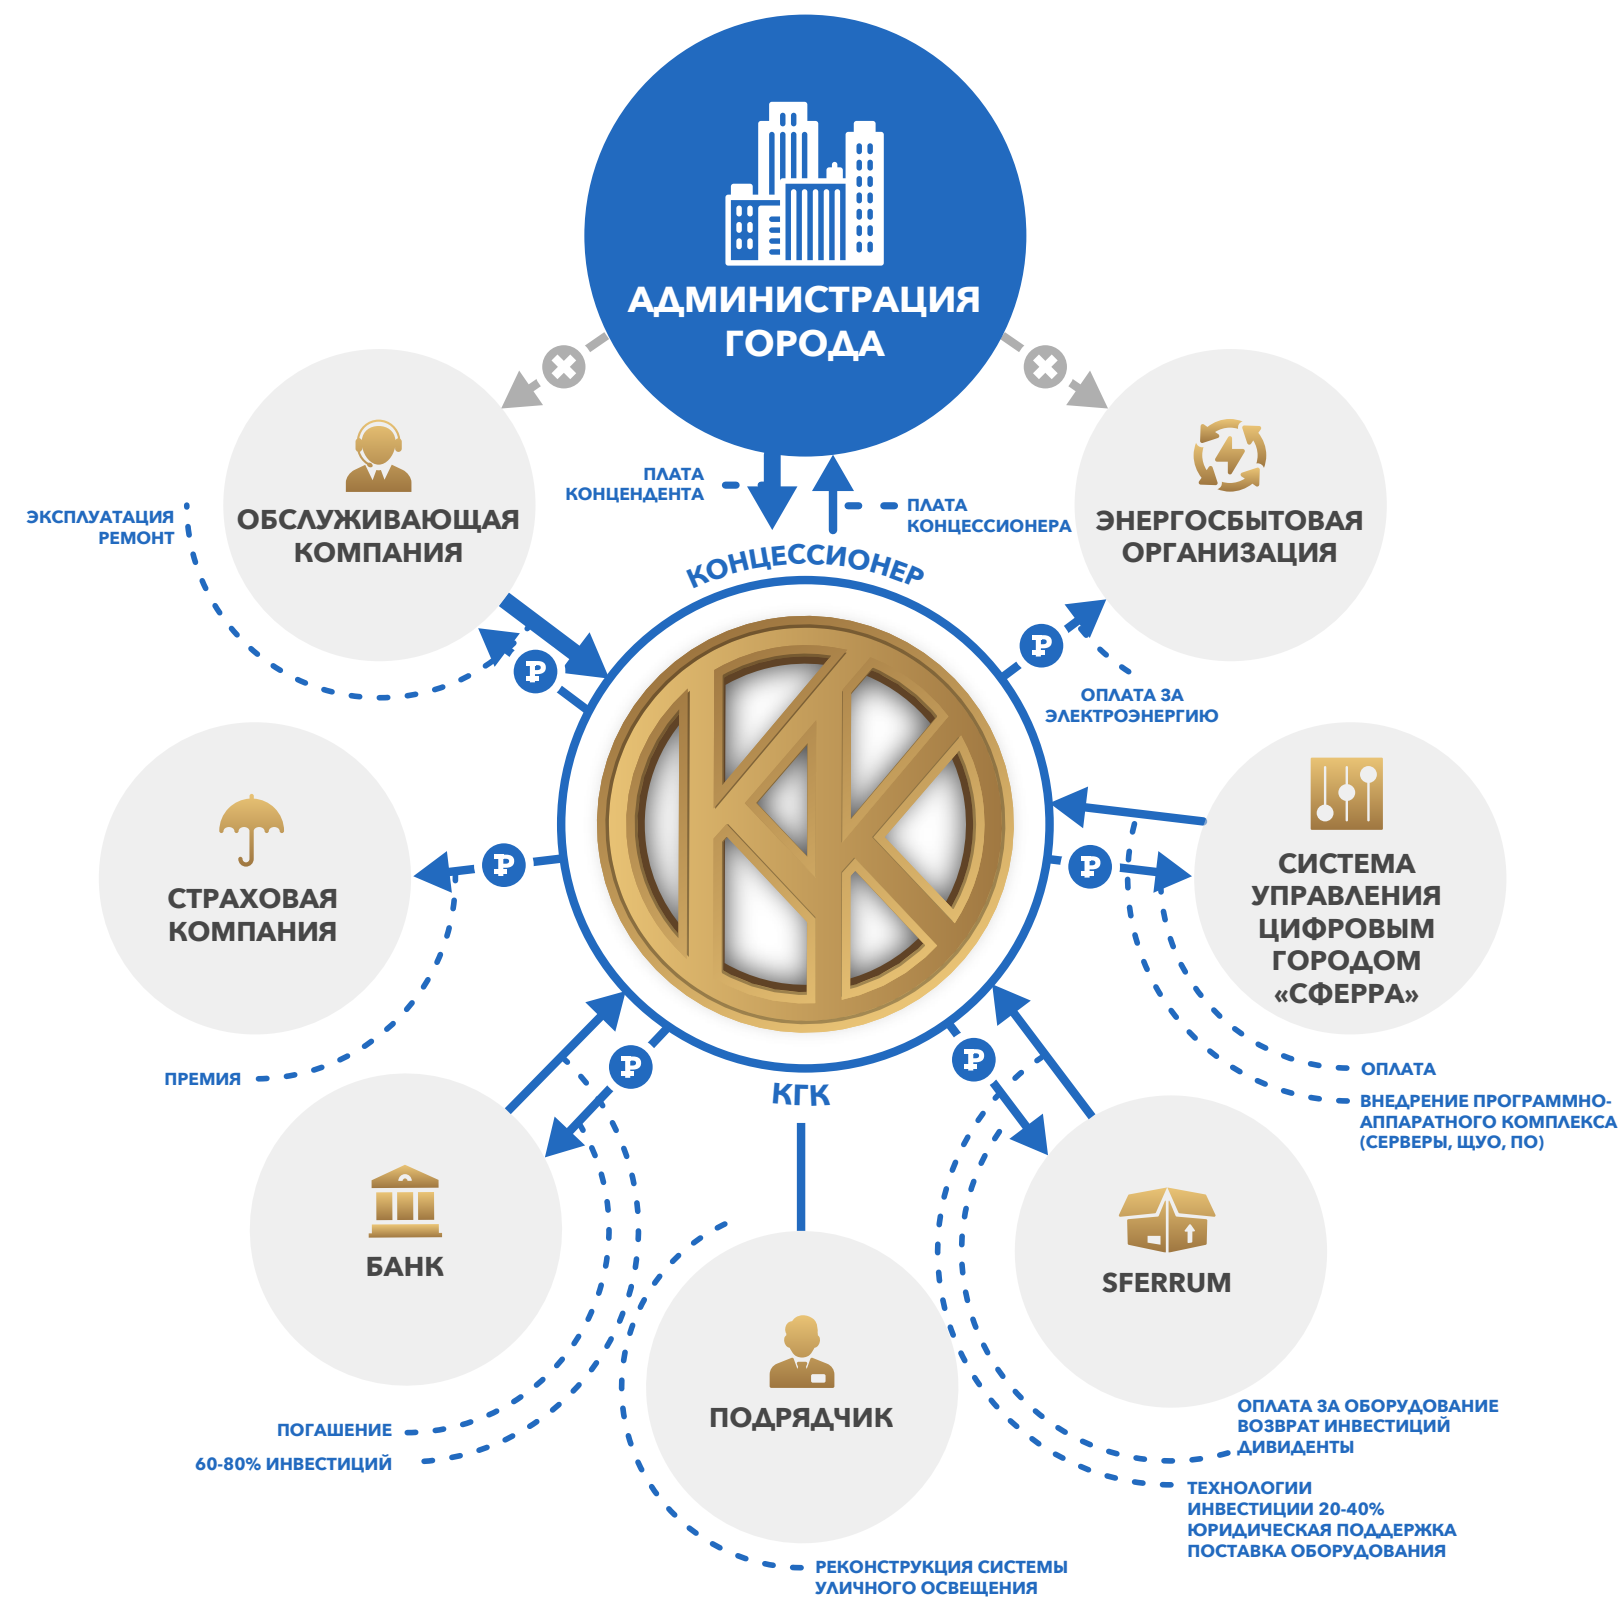 АДМИНИСТРАЦИЯ
ГОРОДА
ПЛАТА
КОНЦЕНДЕНТА
ПЛАТА
КОНЦЕССИОНЕРА
ОБСЛУЖИВАЮЩАЯ
КОМПАНИЯ
ЭНЕРГОСБЫТОВАЯ
ОРГАНИЗАЦИЯ
ЭКСПЛУАТАЦИЯ
РЕМОНТ
КОНЦЕССИОНЕР
ОПЛАТА ЗА
ЭЛЕКТРОЭНЕРГИЮ
СТРАХОВАЯ
КОМПАНИЯ
СИСТЕМА
УПРАВЛЕНИЯ
ЦИФРОВЫМ
ГОРОДОМ
«СФЕРРА»
ПРЕМИЯ
КГК
ОПЛАТА
ВНЕДРЕНИЕ ПРОГРАММНО-
АППАРАТНОГО КОМПЛЕКСА
(СЕРВЕРЫ, ЩУО, ПО)
БАНК
SFERRUM
ПОДРЯДЧИК
ПОГАШЕНИЕ
60-80% ИНВЕСТИЦИЙ
ОПЛАТА ЗА ОБОРУДОВАНИЕ
ВОЗВРАТ ИНВЕСТИЦИЙ
ДИВИДЕНТЫ
ТЕХНОЛОГИИ
ИНВЕСТИЦИИ 20-40%
ЮРИДИЧЕСКАЯ ПОДДЕРЖКА
ПОСТАВКА ОБОРУДОВАНИЯ
РЕКОНСТРУКЦИЯ СИСТЕМЫ
УЛИЧНОГО ОСВЕЩЕНИЯ